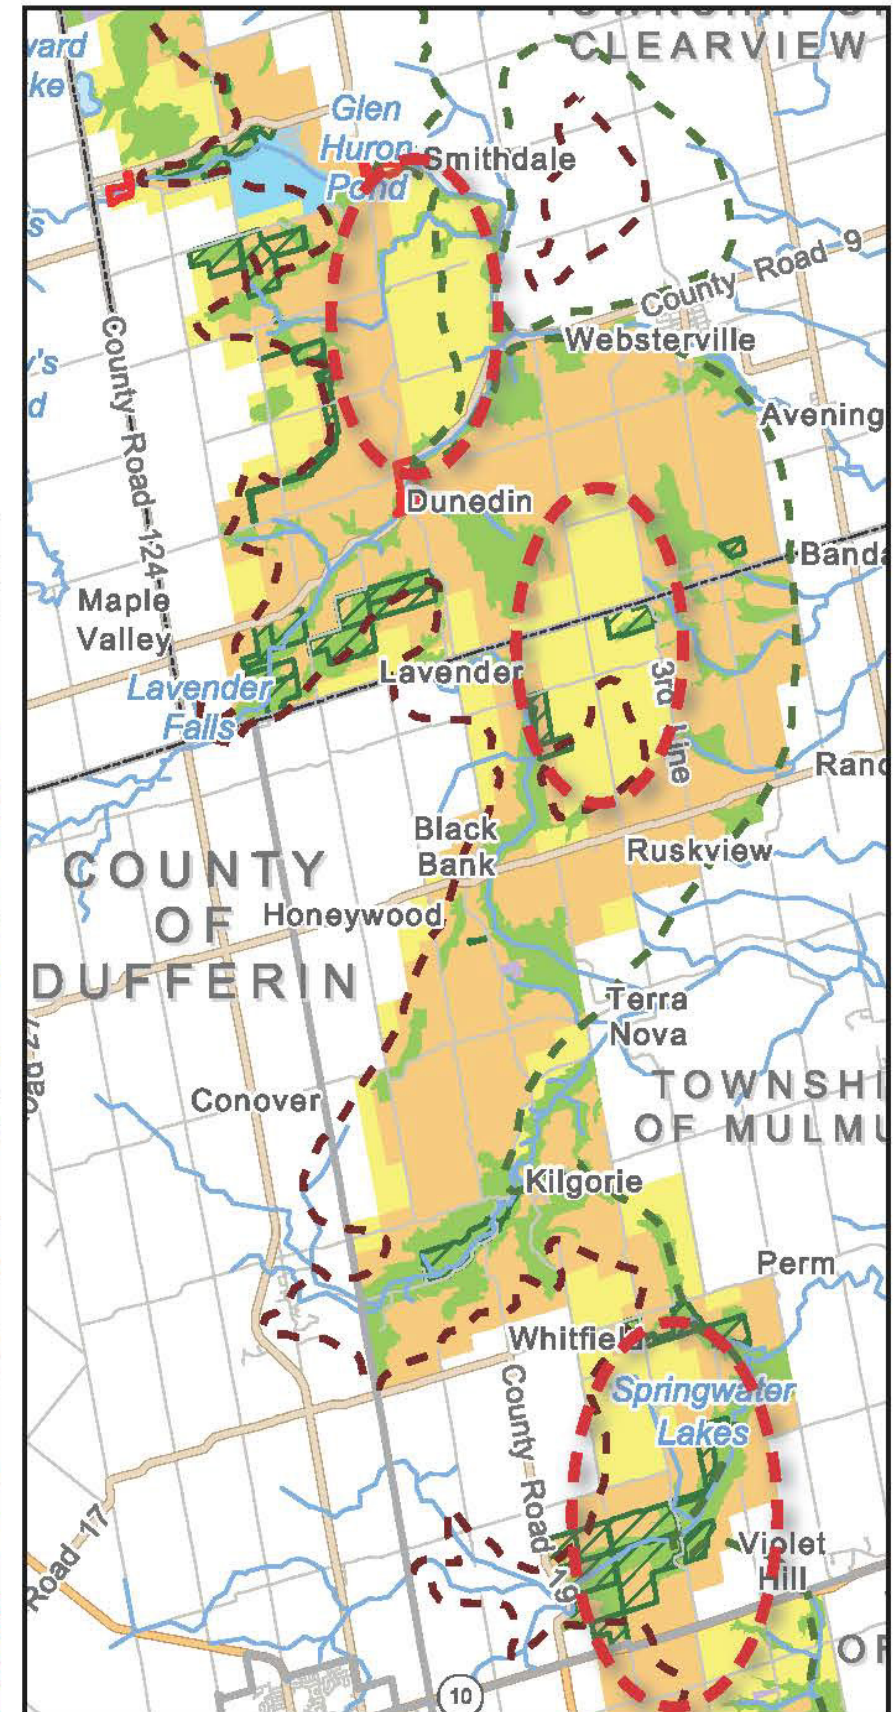 CLEARVIEW
Glen
Huron
Pond
Smithdale
County Road 9
Websterville
County Road 124
Avening
Dunedin
Maple
Valley
Lavender
Lavender
Falls
3rd Line
Black
Bank
Ruskview
COUNTY
OF
DUFFERIN
Honeywood
Terra
Nova
Conover
TOWNSHI
OF MULMU
Kilgorie
Perm
Whitfield
Springwater
Lakes
County Road 19
Road 17
Violet
Hill
OF
10